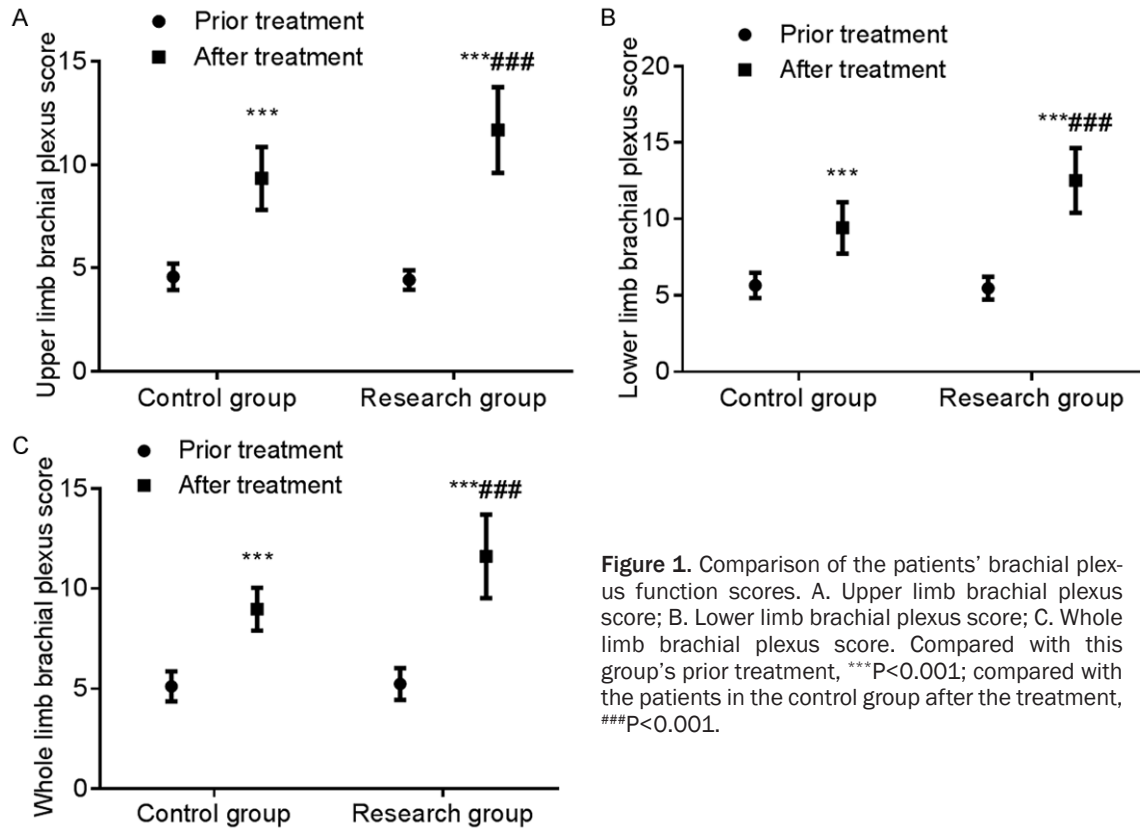 A
Prior treatment
After treatment
Upper limb brachial plexus score
15
10
5
0
***
***###
Control group
Research group
B
Prior treatment
After treatment
Lower limb brachial plexus score
20
15
10
5
0
***
***###
Control group
Research group
C
Prior treatment
After treatment
Whole limb brachial plexus score
15
10
5
0
***
***###
Control group
Research group
Figure 1. Comparison of the patients' brachial plex-
us function scores. A. Upper limb brachial plexus
score; B. Lower limb brachial plexus score; C. Whole
limb brachial plexus score. Compared with this
group's prior treatment, ***P<0.001; compared with
the patients in the control group after the treatment,
###P<0.001.